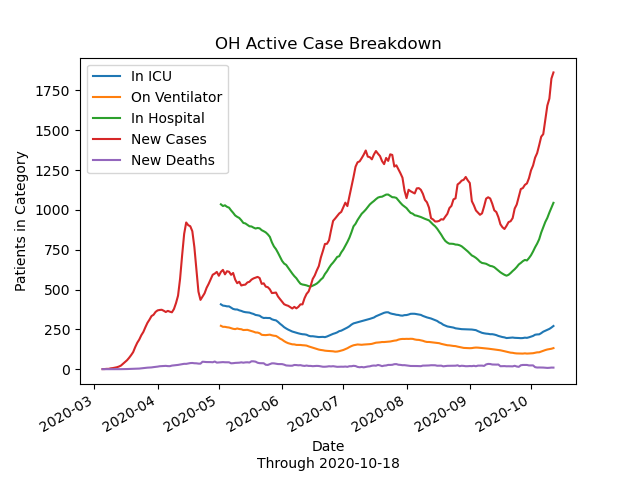 OH Active Case Breakdown
In ICU
On Ventilator
In Hospital
New Cases
New Deaths
1750
1500
1250
1000
750
500
250
0
Patients in Category
2020-03
2020-04
2020-05
2020-06
2020-07
2020-08
2020-09
2020-10
Date
Through 2020-10-18